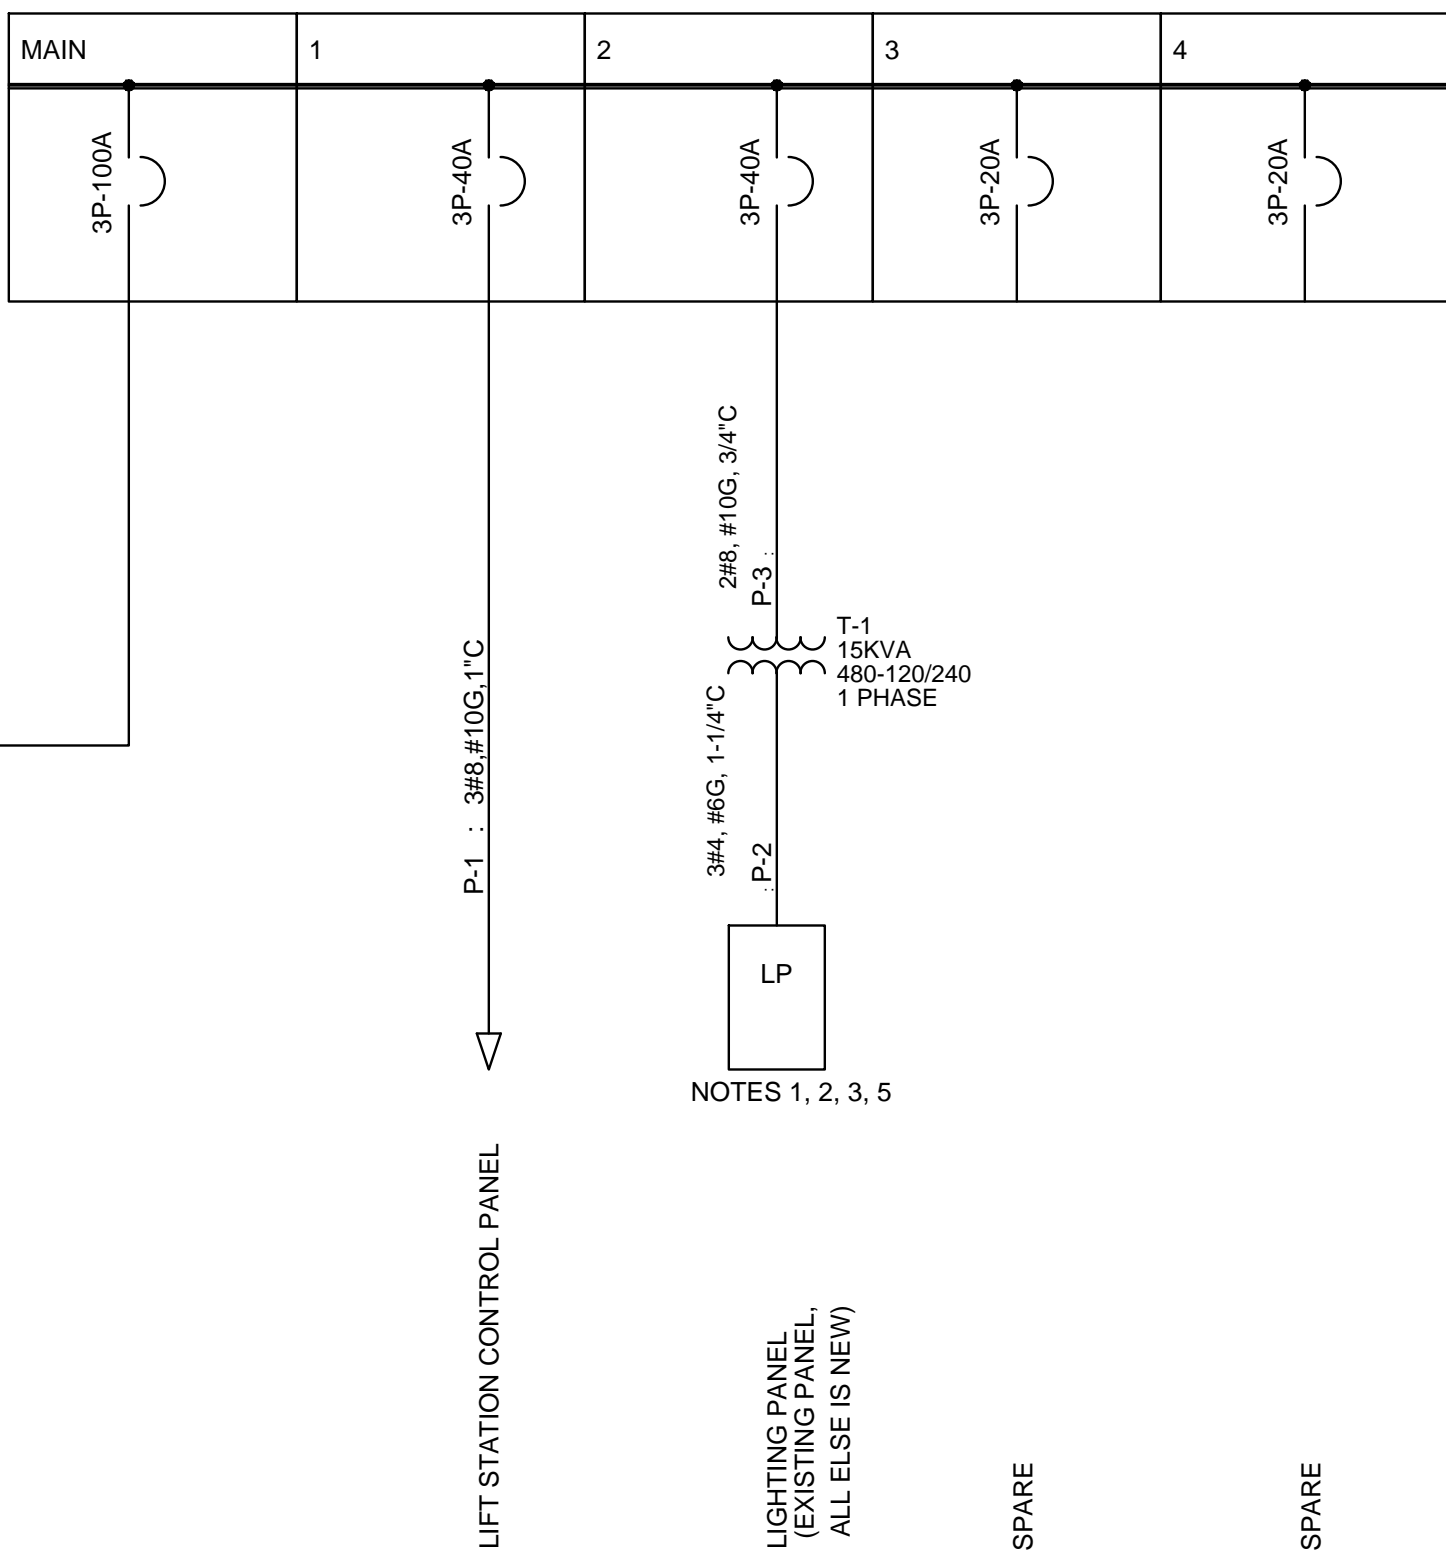 MAIN
1
2
3
4
3P-100A
3P-40A
3P-40A
3P-20A
3P-20A
2#8, #10G, 3/4"C
P-3 :
T-1
15KVA
480-120/240
1 PHASE
P-1 : 3#8,#10G,1"C
3#4, #6G, 1-1/4"C
: P-2
LP
NOTES 1, 2, 3, 5
LIFT STATION CONTROL PANEL
LIGHTING PANEL
(EXISTING PANEL,
ALL ELSE IS NEW)
SPARE
SPARE